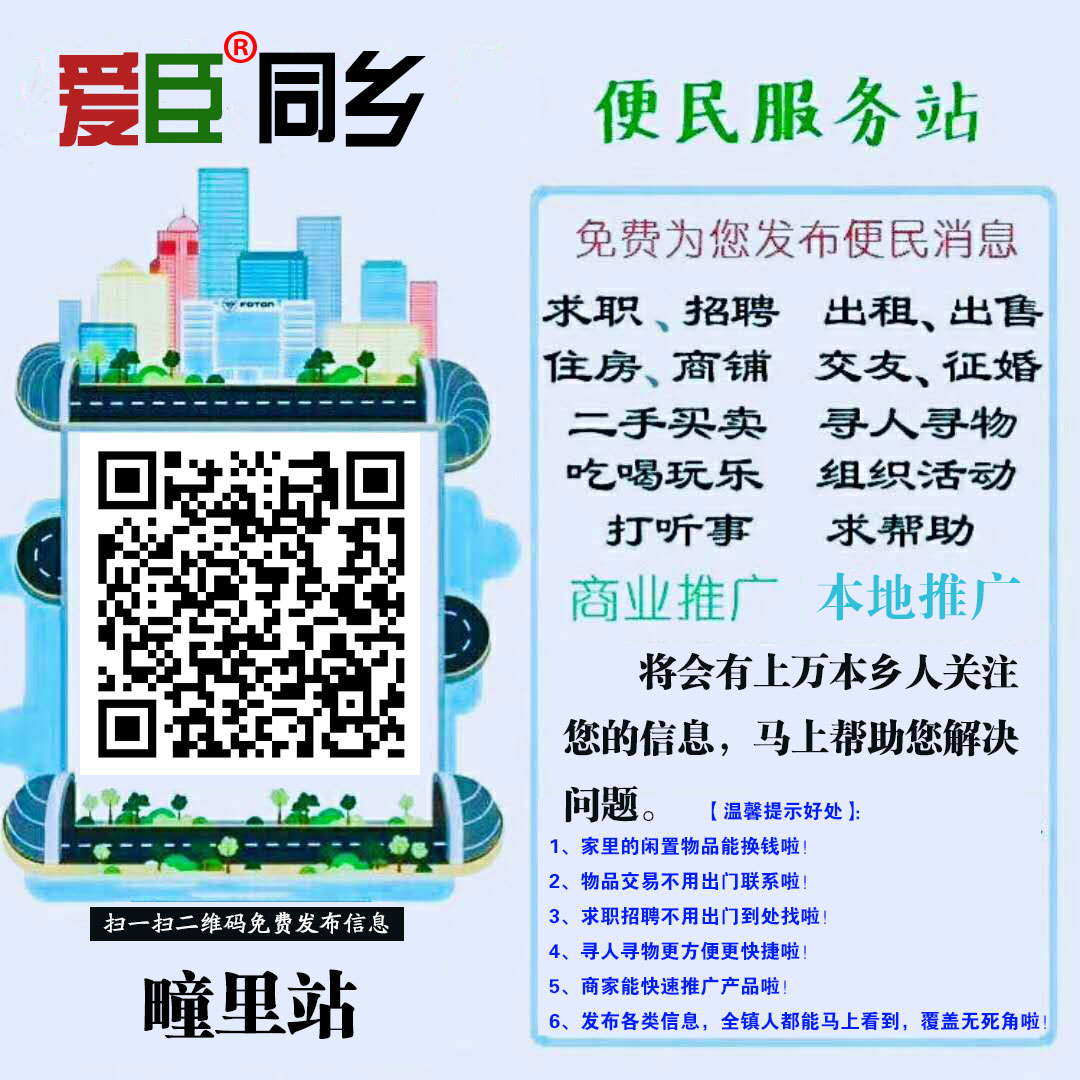 爱臣®同乡
便民服务站
免费为您发布便民消息
求职、招聘 出租、出售
住房、商铺 交友、征婚
二手买卖 寻人寻物
吃喝玩乐 组织活动
打听事 求帮助
商业推广 本地推广
将会有上万本乡人关注
您的信息，马上帮助您解决
问题。
【温馨提示好处】:
1、家里的闲置物品能换钱啦！
2、物品交易不用出门联系啦！
3、求职招聘不用出门到处找啦！
4、寻人寻物更方便更快捷啦！
5、商家能快速推广产品啦！
6、发布各类信息，全镇人都能马上看到，覆盖无死角啦！
FOTON
扫一扫二维码免费发布信息
疃里站